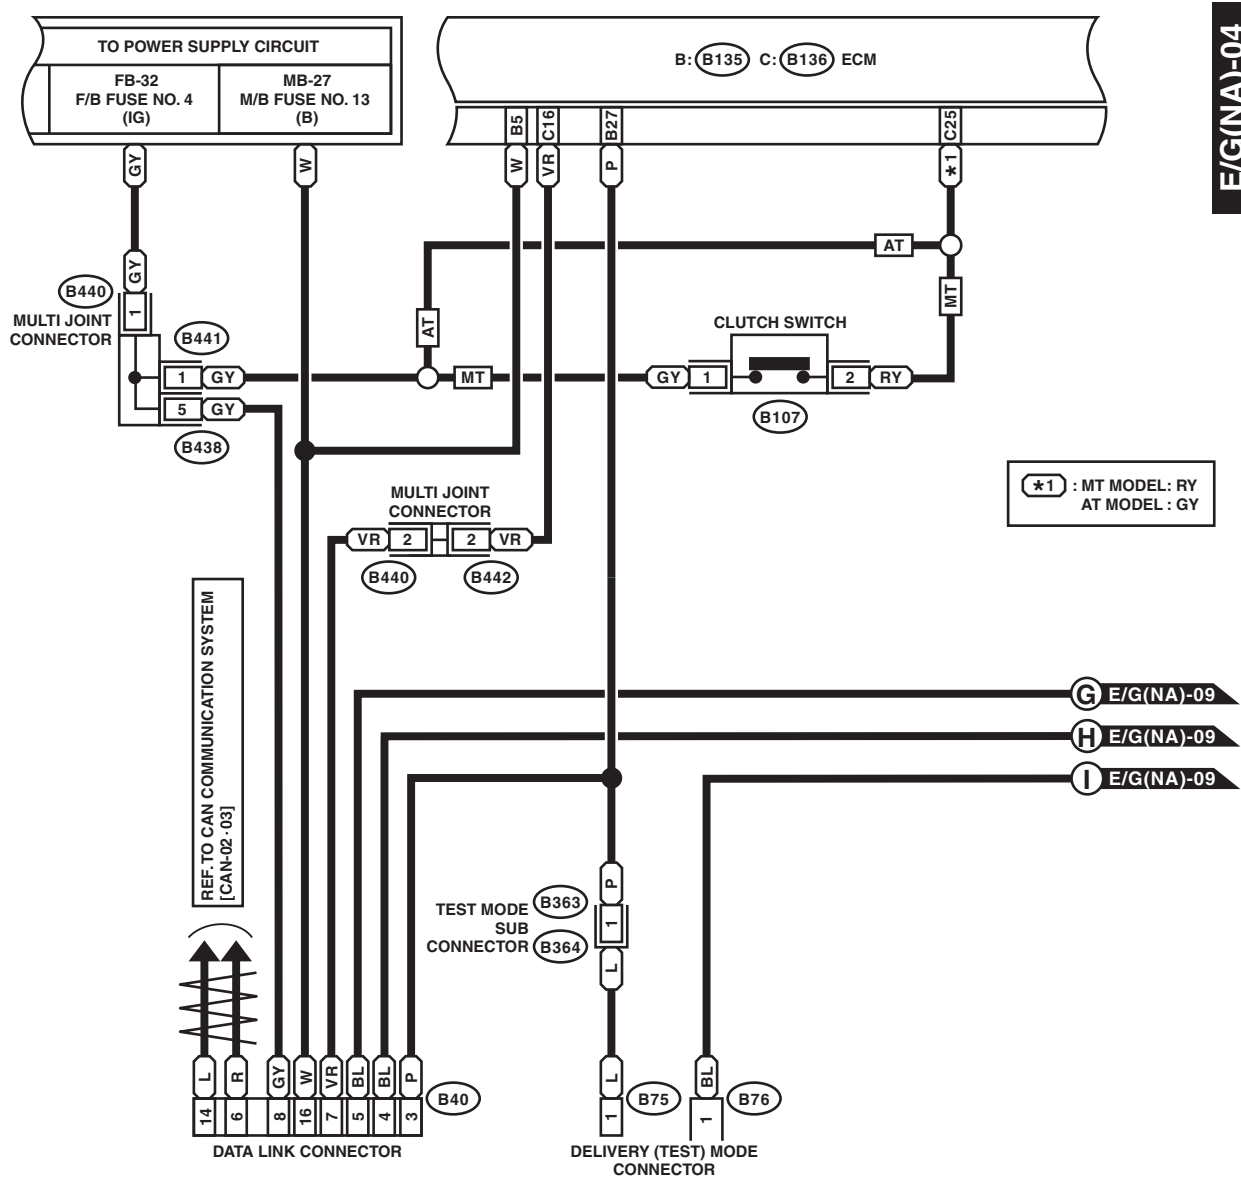 E/G(NA)-04
TO POWER SUPPLY CIRCUIT
FB-32
F/B FUSE NO. 4
(IG)
MB-27
M/B FUSE NO. 13
(B)
B: B135 C: B136 ECM
B5
C16
B27
C25
GY
W
W
VR
P
*1
AT
GY
B440
MULTI JOINT
CONNECTOR
1
MT
AT
CLUTCH SWITCH
B441
1 GY
MT
GY 1
2 RY
5 GY
B107
B438
*1 : MT MODEL: RY
AT MODEL : GY
MULTI JOINT
CONNECTOR
VR 2
2 VR
B440
B442
REF. TO CAN COMMUNICATION SYSTEM
[CAN-02·03]
G E/G(NA)-09
H E/G(NA)-09
I E/G(NA)-09
P
TEST MODE
SUB
CONNECTOR
B363
B364
1
L
L
R
GY
W
VR
BL
BL
P
L
BL
14
6
8
16
7
5
4
3
B40
1
B75
1
B76
DATA LINK CONNECTOR
DELIVERY (TEST) MODE
CONNECTOR